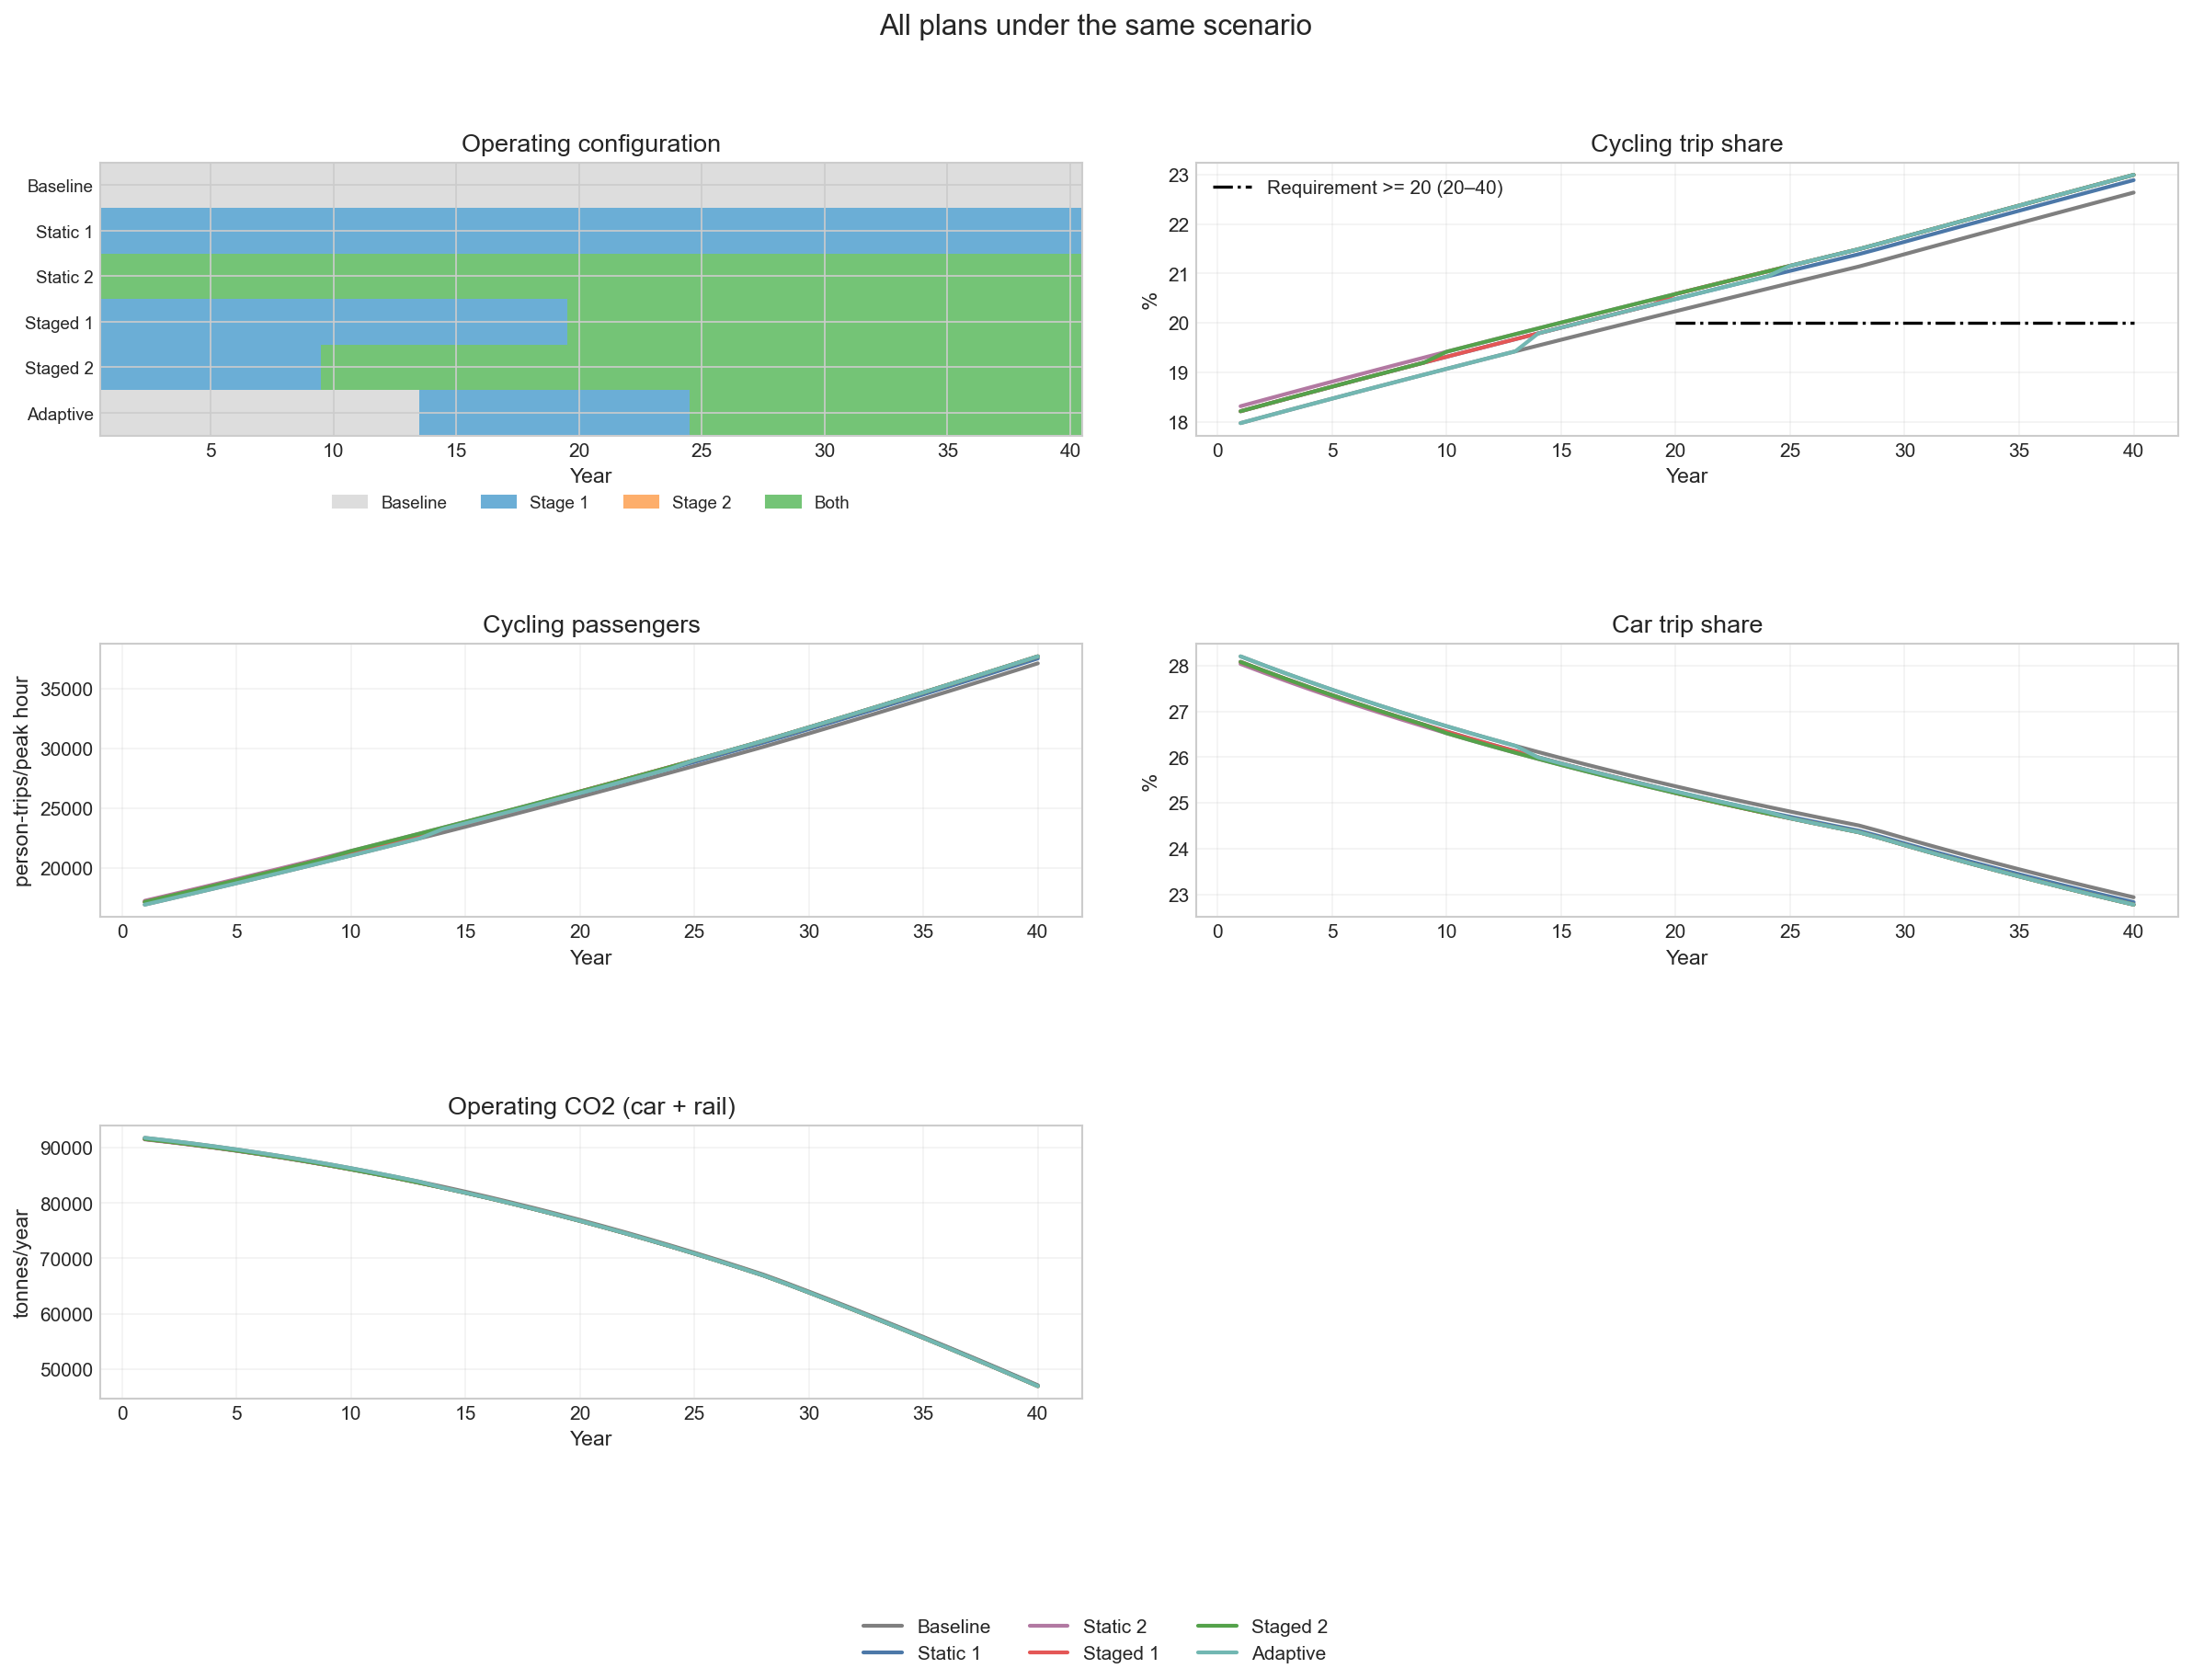 All plans under the same scenario
Operating configuration
Baseline
Static 1
Static 2
Staged 1
Staged 2
Adaptive
5 10 15 20 25 30 35 40
Year
Baseline Stage 1 Stage 2 Both
Cycling trip share
Requirement >= 20 (20–40)
%
23
22
21
20
19
18
0 5 10 15 20 25 30 35 40
Year
Cycling passengers
person-trips/peak hour
35000
30000
25000
20000
0 5 10 15 20 25 30 35 40
Year
Car trip share
%
28
27
26
25
24
23
0 5 10 15 20 25 30 35 40
Year
Operating CO2 (car + rail)
tonnes/year
90000
80000
70000
60000
50000
0 5 10 15 20 25 30 35 40
Year
Baseline Static 2 Staged 2
Static 1 Staged 1 Adaptive